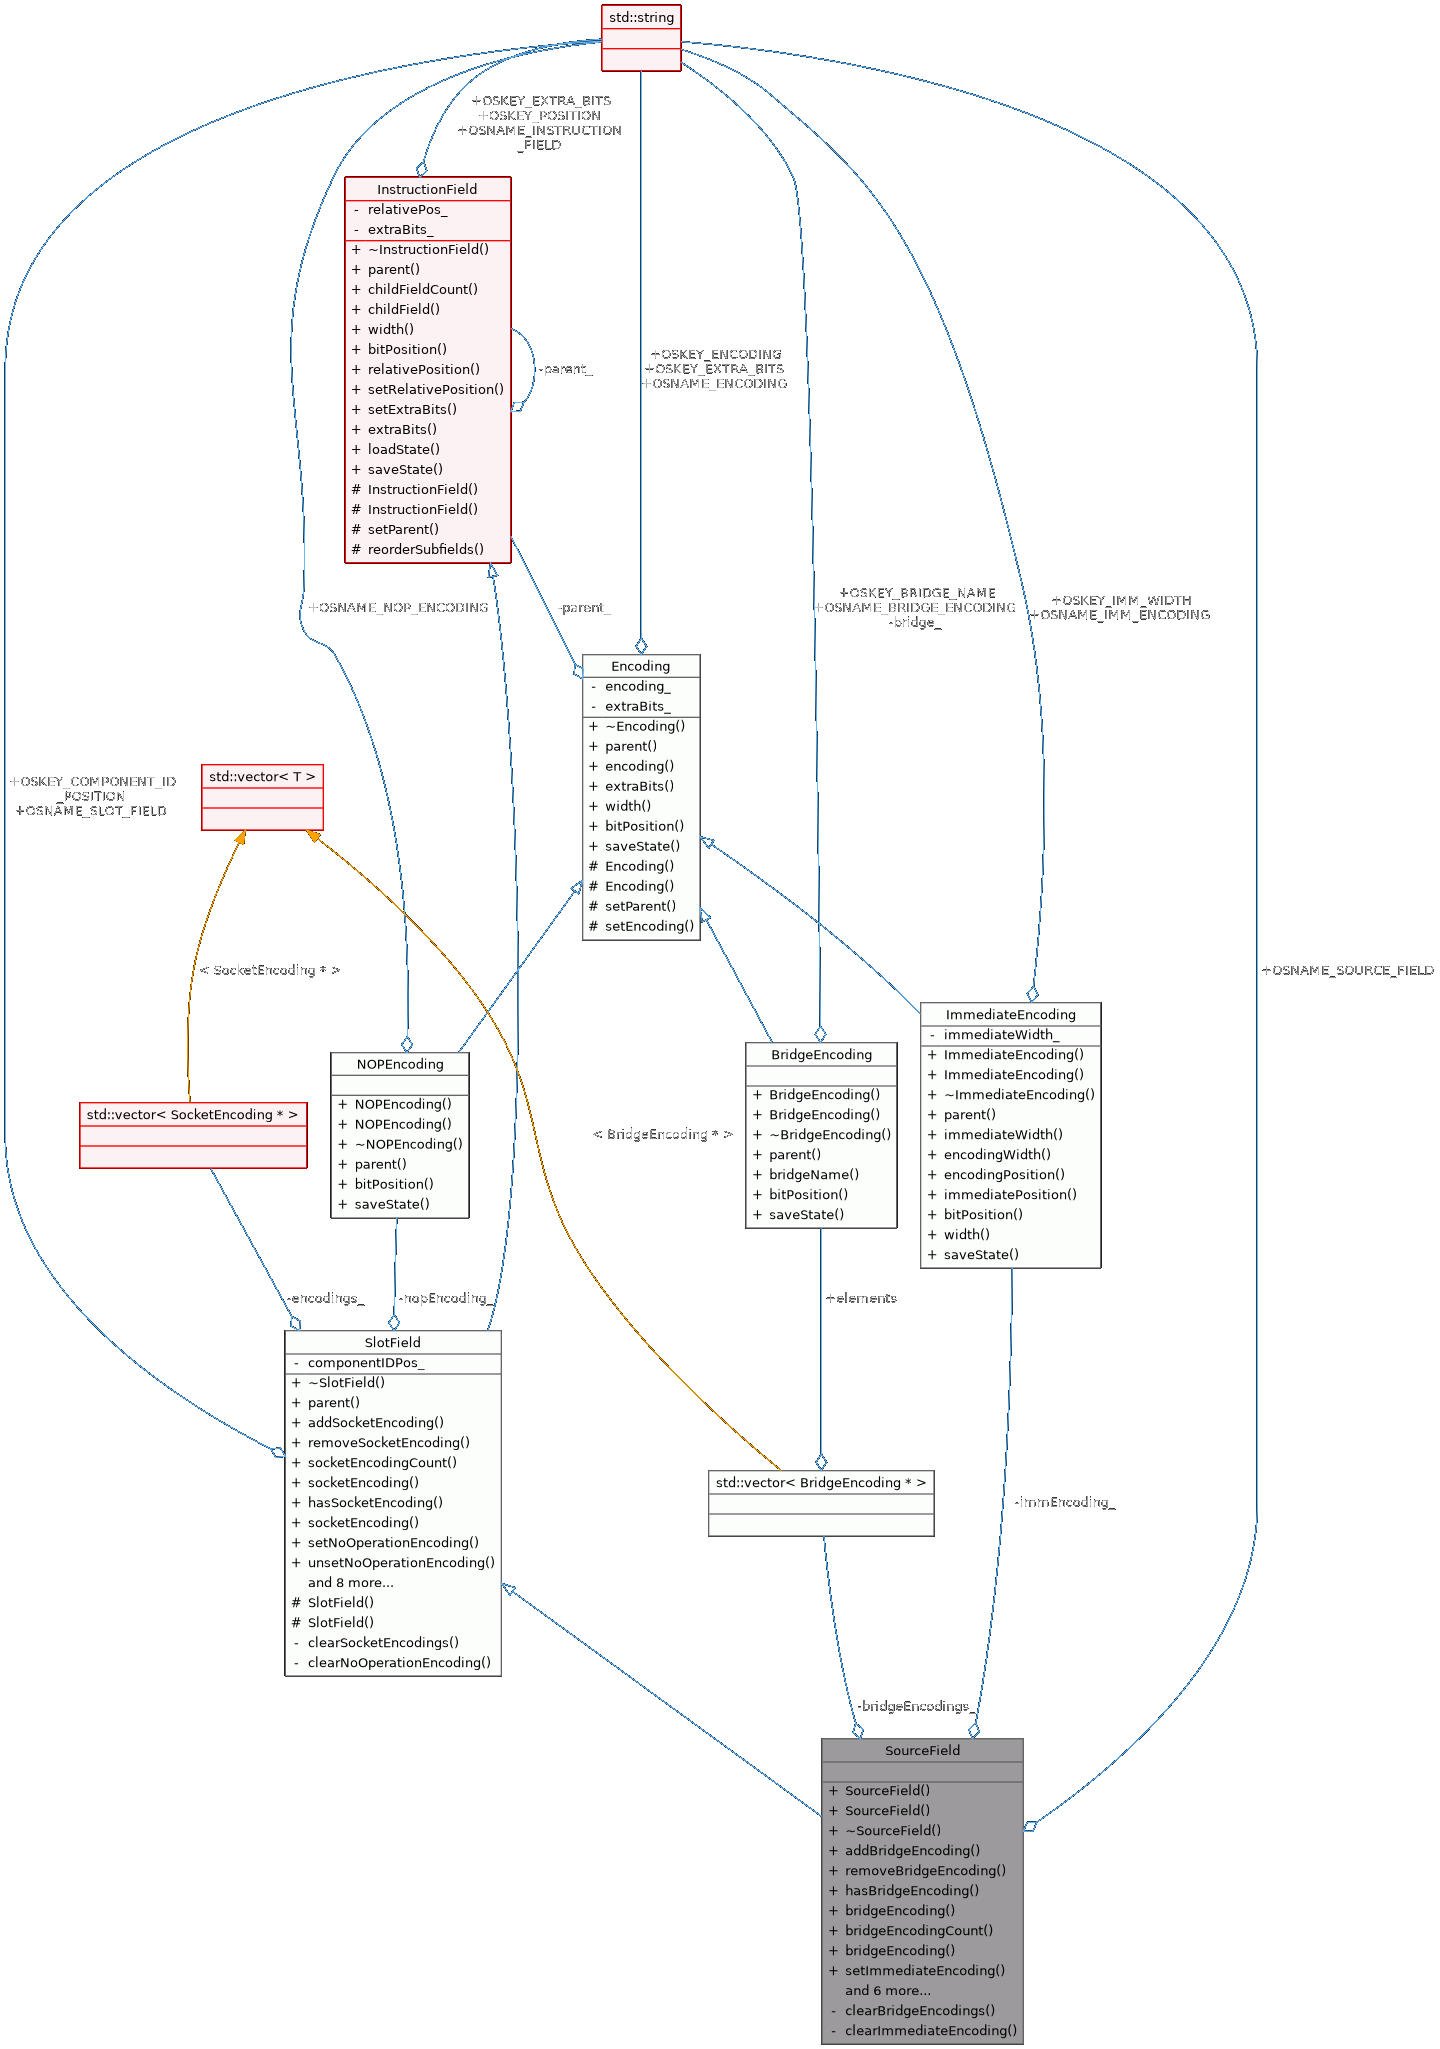 std::string
+OSKEY_EXTRA_BITS
+OSKEY_POSITION
+OSNAME_INSTRUCTION
_FIELD
InstructionField
- relativePos_
- extraBits_
+ ~InstructionField()
+ parent()
+ childFieldCount()
+ childField()
+ width()
+ bitPosition()
+ relativePosition()
+ setRelativePosition()
+ setExtraBits()
+ extraBits()
+ loadState()
+ saveState()
# InstructionField()
# InstructionField()
# setParent()
# reorderSubfields()
-parent_
+OSKEY_ENCODING
+OSKEY_EXTRA_BITS
+OSNAME_ENCODING
+OSNAME_NOP_ENCODING
-parent_
+OSKEY_BRIDGE_NAME
+OSNAME_BRIDGE_ENCODING
-bridge_
+OSKEY_IMM_WIDTH
+OSNAME_IMM_ENCODING
Encoding
- encoding_
- extraBits_
+ ~Encoding()
+ parent()
+ encoding()
+ extraBits()
+ width()
+ bitPosition()
+ saveState()
# Encoding()
# Encoding()
# setParent()
# setEncoding()
+OSKEY_COMPONENT_ID
_POSITION
+OSNAME_SLOT_FIELD
std::vector< T >
< SocketEncoding * >
+OSNAME_SOURCE_FIELD
std::vector< SocketEncoding * >
NOPEncoding
+ NOPEncoding()
+ NOPEncoding()
+ ~NOPEncoding()
+ parent()
+ bitPosition()
+ saveState()
< BridgeEncoding * >
BridgeEncoding
+ BridgeEncoding()
+ BridgeEncoding()
+ ~BridgeEncoding()
+ parent()
+ bridgeName()
+ bitPosition()
+ saveState()
ImmediateEncoding
- immediateWidth_
+ ImmediateEncoding()
+ ImmediateEncoding()
+ ~ImmediateEncoding()
+ parent()
+ immediateWidth()
+ encodingWidth()
+ encodingPosition()
+ immediatePosition()
+ bitPosition()
+ width()
+ saveState()
-encodings_
-nopEncoding_
+elements
SlotField
- componentIDPos_
+ ~SlotField()
+ parent()
+ addSocketEncoding()
+ removeSocketEncoding()
+ socketEncodingCount()
+ socketEncoding()
+ hasSocketEncoding()
+ socketEncoding()
+ setNoOperationEncoding()
+ unsetNoOperationEncoding()
and 8 more...
# SlotField()
# SlotField()
- clearSocketEncodings()
- clearNoOperationEncoding()
std::vector< BridgeEncoding * >
-immEncoding_
-bridgeEncodings_
SourceField
+ SourceField()
+ SourceField()
+ ~SourceField()
+ addBridgeEncoding()
+ removeBridgeEncoding()
+ hasBridgeEncoding()
+ bridgeEncoding()
+ bridgeEncodingCount()
+ bridgeEncoding()
+ setImmediateEncoding()
and 6 more...
- clearBridgeEncodings()
- clearImmediateEncoding()